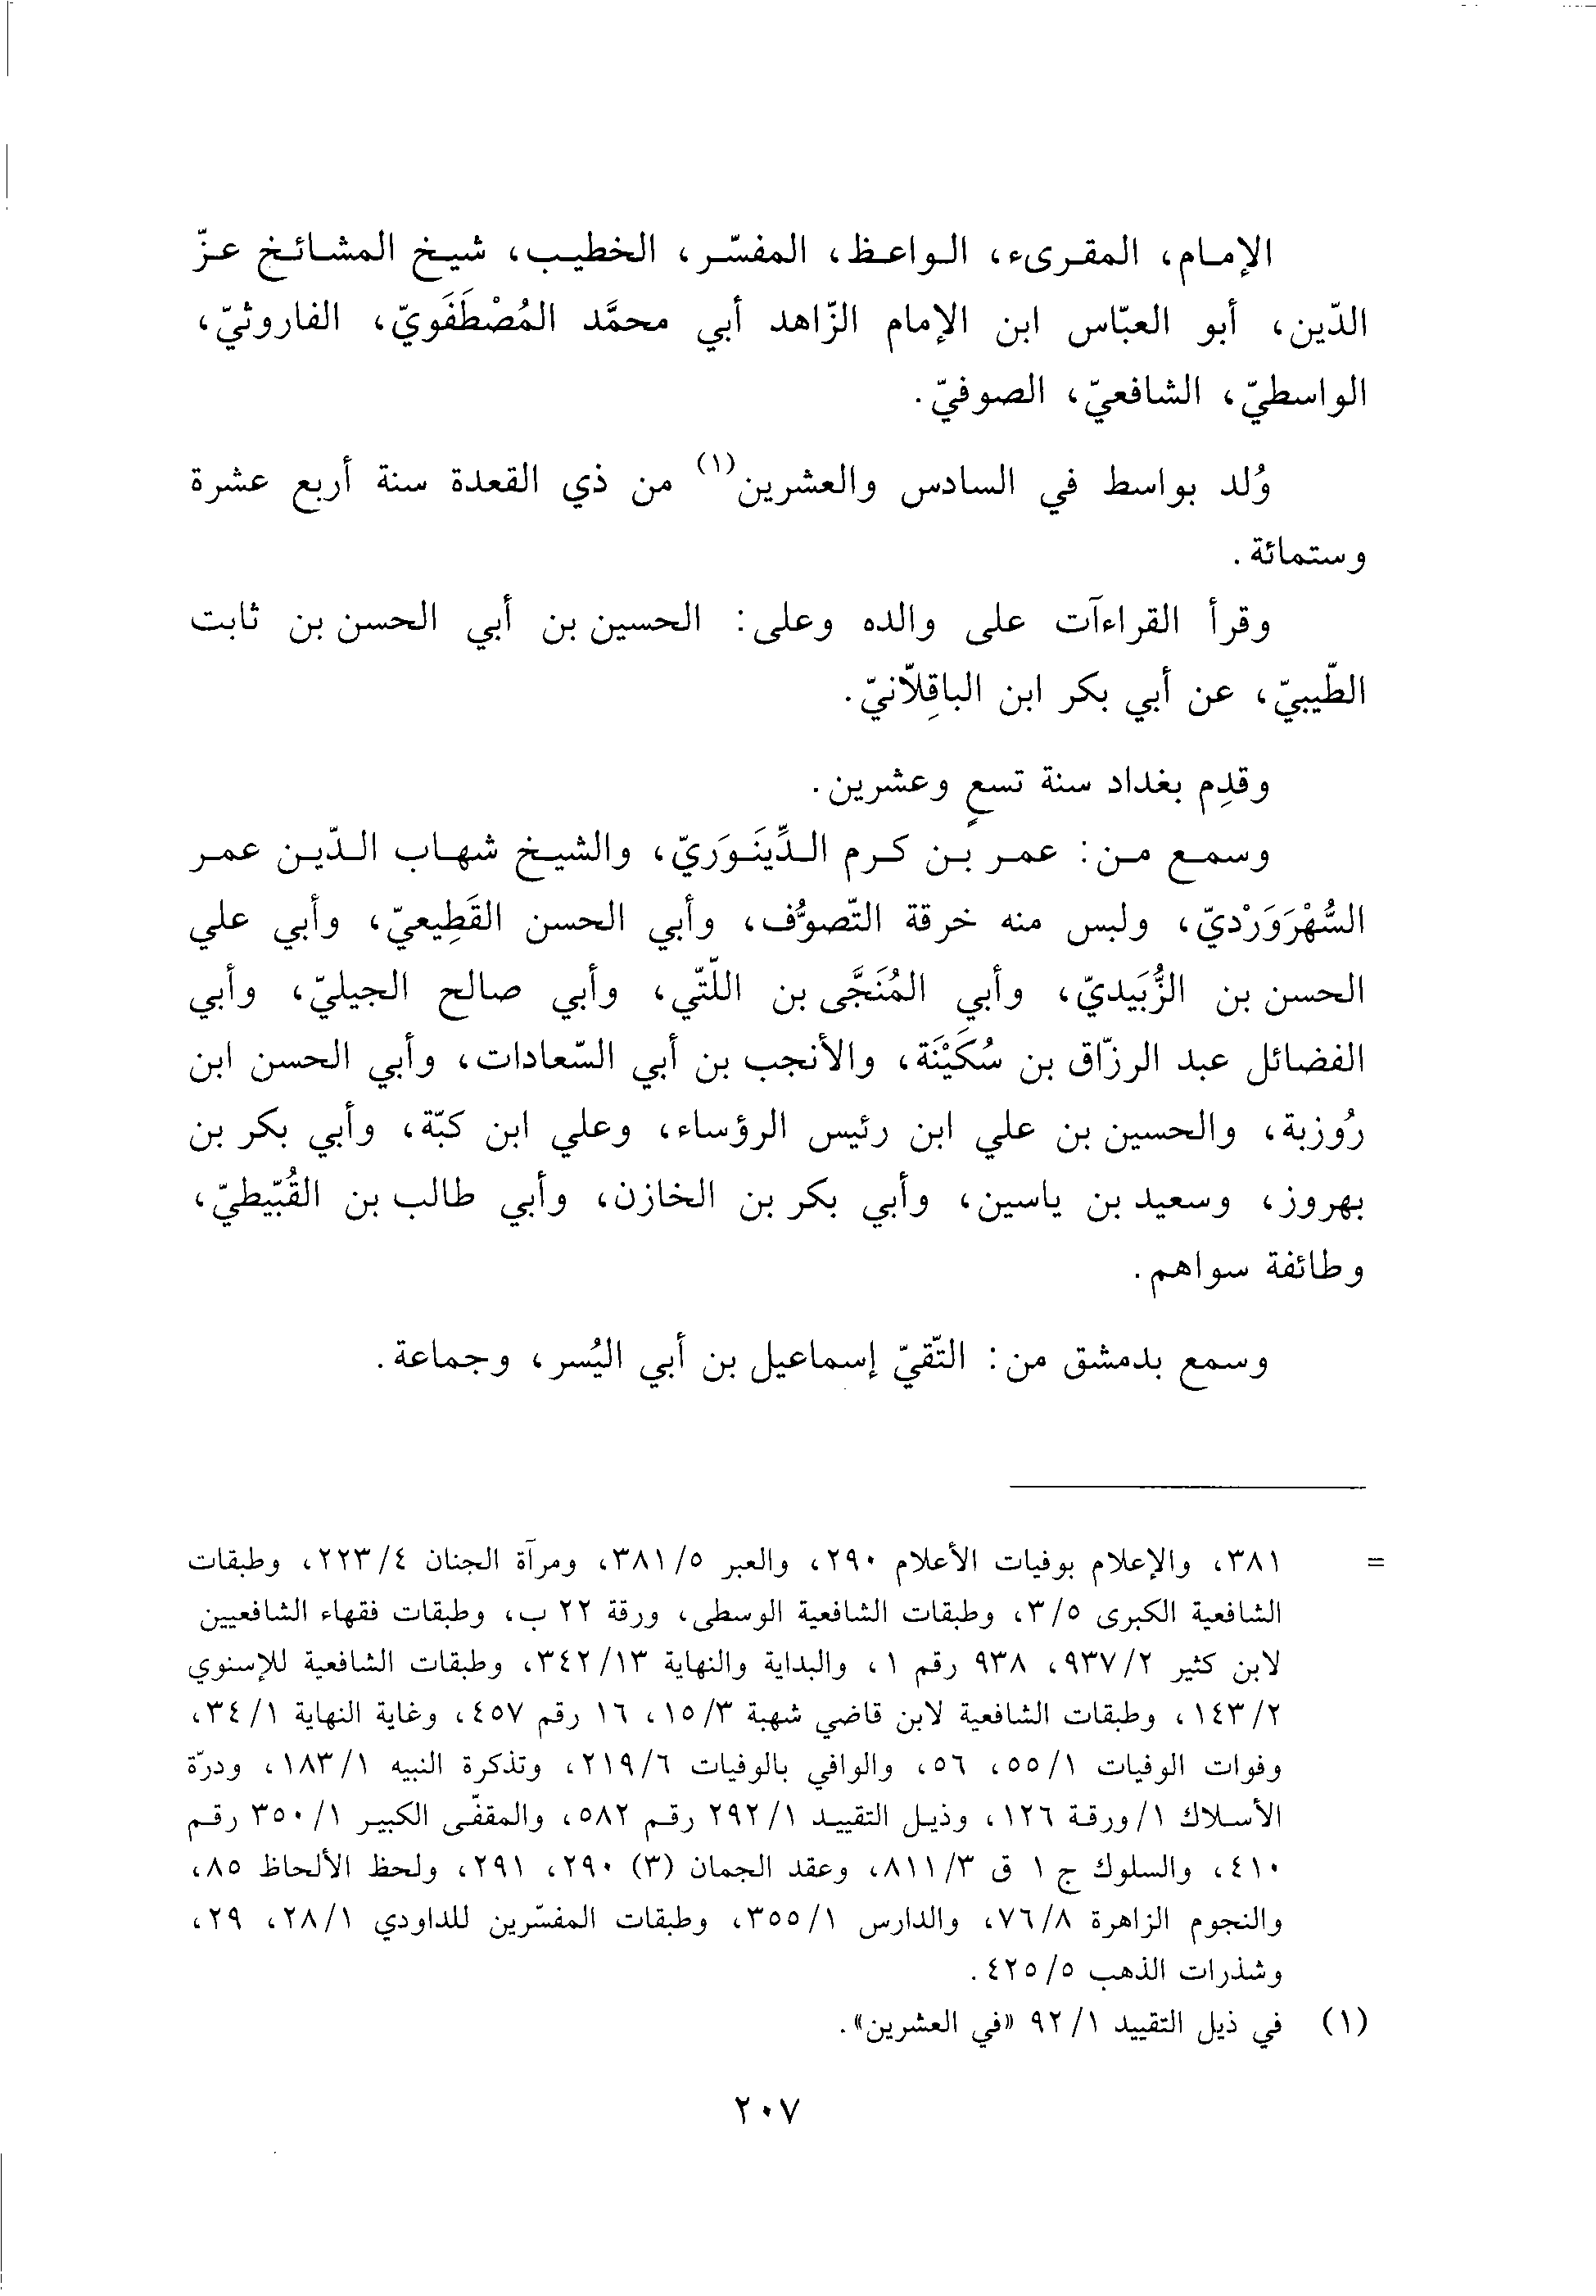 الإمام، المقرىء، الواعظ، المفسّر، الخطيب، شيخ المشائخ عزّ
الدّين، أبو العبّاس ابن الإمام الزّاهد أبي محمَّد المُصْطَفَويّ، الفاروثيّ،
الواسطيّ، الشافعيّ، الصوفيّ.
وُلد بواسط في السادس والعشرين(١) من ذي القعدة سنة أربع عشرة
وستمائة.
وقرأ القراءآت على والده وعلى: الحسين بن أبي الحسن بن ثابت
الطّيبيّ، عن أبي بكر ابن الباقِلاّنيّ.
وقدِم بغداد سنة تسعٍ وعشرين.
وسمع من: عمر بن كرم الدِّينَوَريّ، والشيخ شهاب الدّين عمر
السُّهْرَوَرْديّ، ولبس منه خرقة التّصوُّف، وأبي الحسن القَطِيعيّ، وأبي علي
الحسن بن الزُّبَيديّ، وأبي المُنَجَّى بن اللّتّي، وأبي صالح الجيليّ، وأبي
الفضائل عبد الرزّاق بن سُكَيْنَة، والأنجب بن أبي السّعادات، وأبي الحسن ابن
رُوزبة، والحسين بن علي ابن رئيس الرؤساء، وعلي ابن كبّة، وأبي بكر بن
بهروز، وسعيد بن ياسين، وأبي بكر بن الخازن، وأبي طالب بن القُبّيطيّ،
وطائفة سواهم.
وسمع بدمشق من: التّقيّ إسماعيل بن أبي اليُسر، وجماعة.
= ٣٨١، والإعلام بوفيات الأعلام ٢٩٠، والعبر ٣٨١/٥، ومرآة الجنان ٢٢٣/٤، وطبقات
الشافعية الكبرى ٣/٥، وطبقات الشافعية الوسطى، ورقة ٢٢ ب، وطبقات فقهاء الشافعيين
لابن كثير ٩٣٧/٢، ٩٣٨ رقم ١، والبداية والنهاية ٣٤٢/١٣، وطبقات الشافعية للإسنوي
١٤٣/٢، وطبقات الشافعية لابن قاضي شهبة ١٥/٣، ١٦ رقم ٤٥٧، وغاية النهاية ٣٤/١،
وفوات الوفيات ٥٥/١، ٥٦، والوافي بالوفيات ٢١٩/٦، وتذكرة النبيه ١٨٣/١، ودرّة
الأسلاك ١/ورقة ١٢٦، وذيل التقييد ٢٩٢/١ رقم ٥٨٢، والمقفّى الكبير ٣٥٠/١ رقم
٤١٠، والسلوك ج ١ ق ٨١١/٣، وعقد الجمان (٣) ٢٩٠، ٢٩١، ولحظ الألحاظ ٨٥،
والنجوم الزاهرة ٧٦/٨، والدارس ٣٥٥/١، وطبقات المفسّرين للداودي ٢٨/١، ٢٩،
وشذرات الذهب ٤٢٥/٥.
(١) في ذيل التقييد ٩٢/١ «في العشرين».
٢٠٧